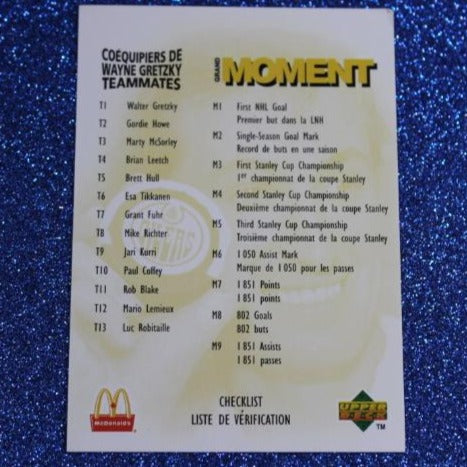 COÉQUIPIERS DE
WAYNE GRETZKY
TEAMMATES
T1 Walter Gretzky
T2 Gordie Howe
T3 Marty McSorley
T4 Brian Leetch
T5 Brett Hull
T6 Esa Tikkanen
T7 Grant Fuhr
T8 Mike Richter
T9 Jari Kurri
T10 Paul Coffey
T11 Rob Blake
T12 Mario Lemieux
T13 Luc Robitaille
GRAND
MOMENT
M1 First NHL Goal
Premier but dans la LNH
M2 Single-Season Goal Mark
Record de buts en une saison
M3 First Stanley Cup Championship
1er championnat de la coupe Stanley
M4 Second Stanley Cup Championship
Deuxième championnat de la coupe Stanley
M5 Third Stanley Cup Championship
Troisième championnat de la coupe Stanley
M6 1 050 Assist Mark
Marque de 1 050 pour les passes
M7 1 851 Points
1 851 points
M8 802 Goals
802 buts
M9 1 851 Assists
1 851 passes
McDonald's
CHECKLIST
LISTE DE VÉRIFICATION
UPPER
DECK
TM